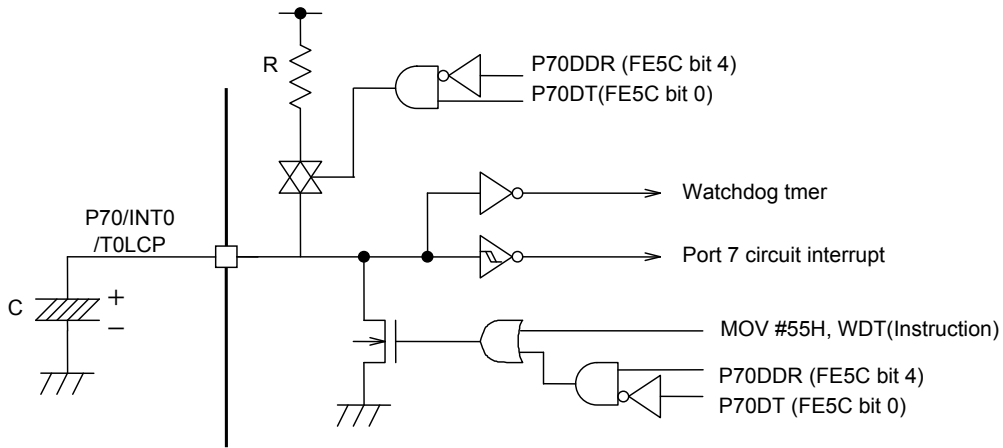 R
P70DDR (FE5C bit 4)
P70DT(FE5C bit 0)
Watchdog tmer
P70/INT0
/T0LCP
Port 7 circuit interrupt
C
+
−
MOV #55H, WDT(Instruction)
P70DDR (FE5C bit 4)
P70DT (FE5C bit 0)